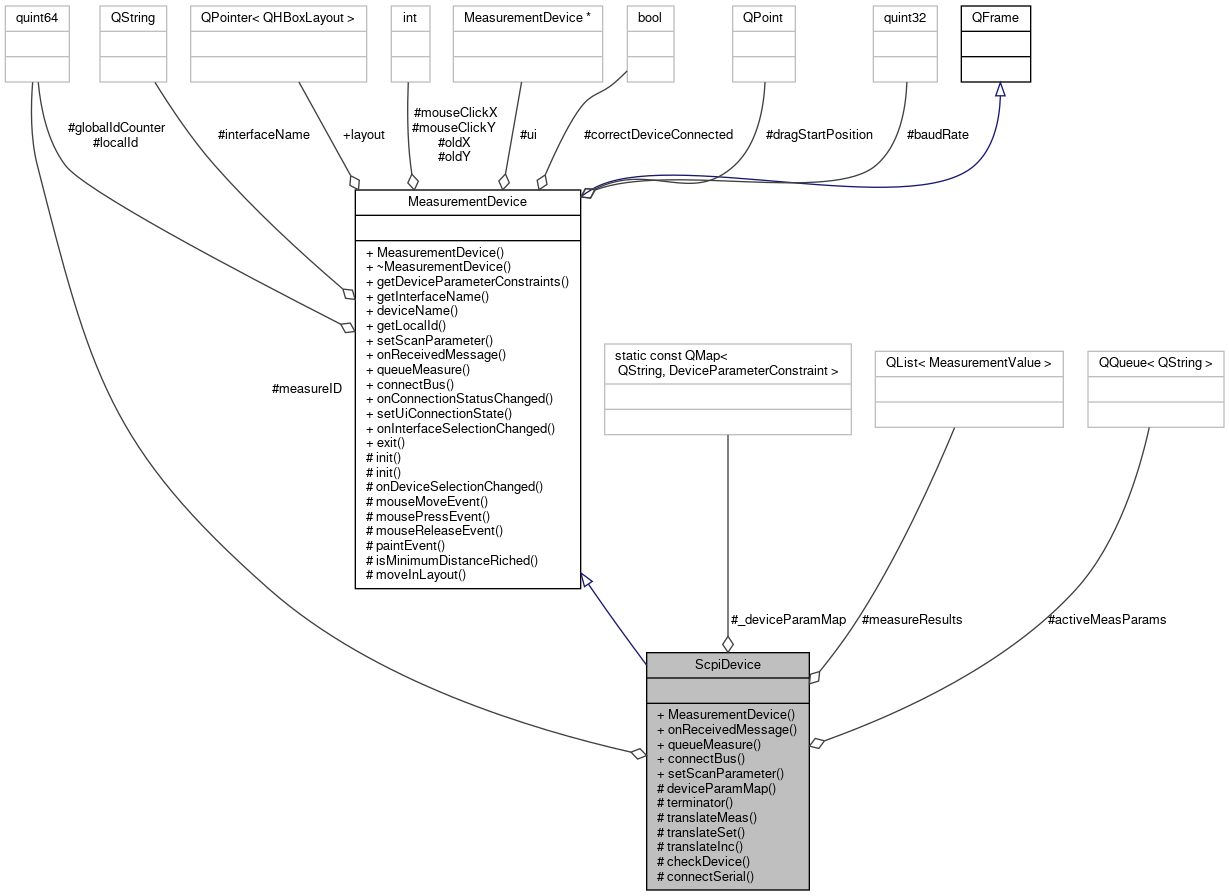 quint64
QString
QPointer< QHBoxLayout >
int
MeasurementDevice *
bool
QPoint
quint32
QFrame
#globalIdCounter
#localId
#interfaceName
+layout
#mouseClickX
#mouseClickY
#oldX
#oldY
#ui
#correctDeviceConnected
#dragStartPosition
#baudRate
MeasurementDevice
+ MeasurementDevice()
+ ~MeasurementDevice()
+ getDeviceParameterConstraints()
+ getInterfaceName()
+ deviceName()
+ getLocalId()
+ setScanParameter()
+ onReceivedMessage()
+ queueMeasure()
+ connectBus()
+ onConnectionStatusChanged()
+ setUiConnectionState()
+ onInterfaceSelectionChanged()
+ exit()
# init()
# init()
# onDeviceSelectionChanged()
# mouseMoveEvent()
# mousePressEvent()
# mouseReleaseEvent()
# paintEvent()
# isMinimumDistanceRiched()
# moveInLayout()
#measureID
static const QMap<
QString, DeviceParameterConstraint >
QList< MeasurementValue >
QQueue< QString >
#_deviceParamMap
#measureResults
#activeMeasParams
ScpiDevice
+ MeasurementDevice()
+ onReceivedMessage()
+ queueMeasure()
+ connectBus()
+ setScanParameter()
# deviceParamMap()
# terminator()
# translateMeas()
# translateSet()
# translateInc()
# checkDevice()
# connectSerial()